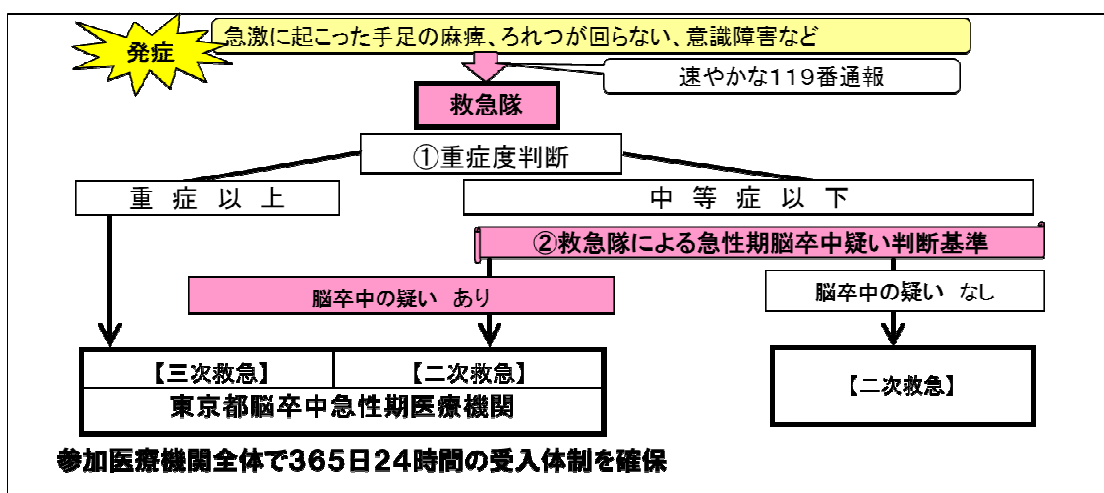 発症
急激に起こった手足の麻痺、ろれつが回らない、意識障害など
速やかな119番通報
救急隊
①重症度判断
重症以上
中等症以下
②救急隊による急性期脳卒中疑い判断基準
脳卒中の疑い あり
脳卒中の疑い なし
【三次救急】
【二次救急】
東京都脳卒中急性期医療機関
【二次救急】
参加医療機関全体で365日24時間の受入体制を確保